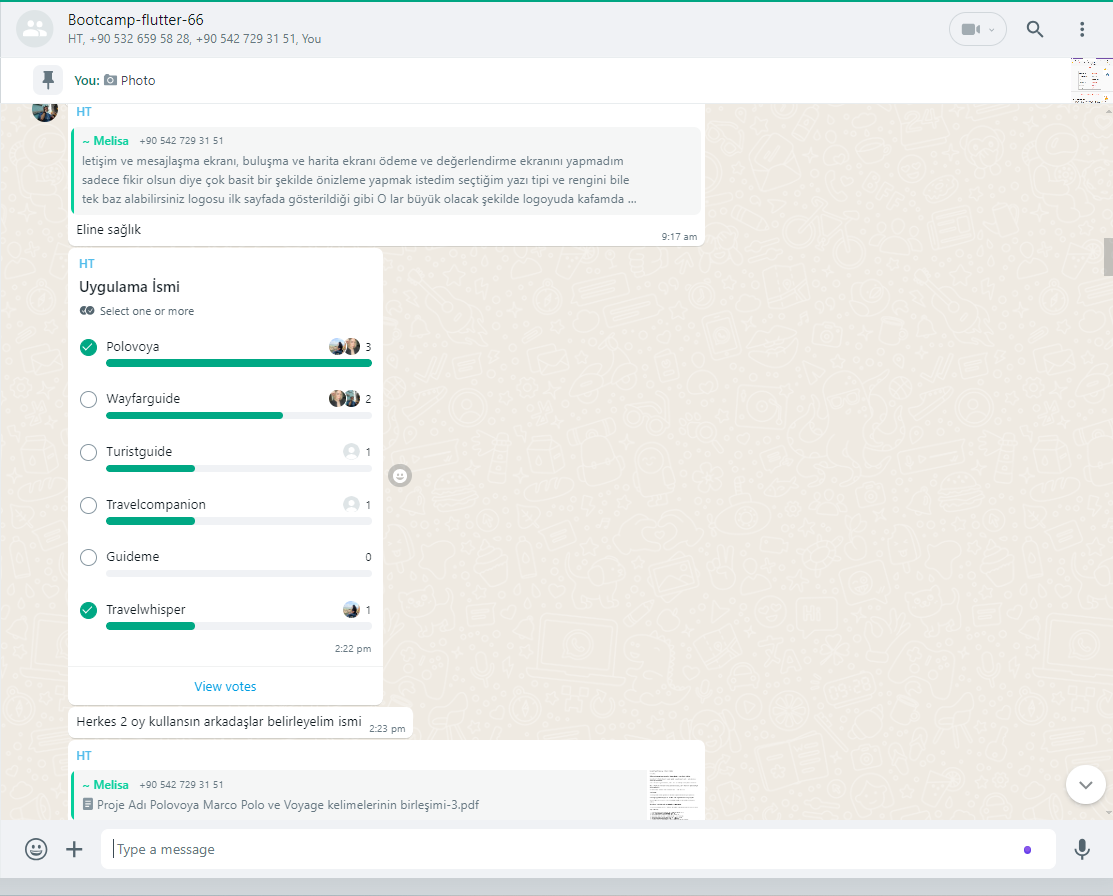 Bootcamp-flutter-66
HT, +90 532 659 58 28, +90 542 729 31 51, You
You: Photo
HT
~ Melisa +90 542 729 31 51
letişim ve mesajlaşma ekranı, buluşma ve harita ekranı ödeme ve değerlendirme ekranını yapmadım
sadece fikir olsun diye çok basit bir şekilde önizleme yapmak istedim seçtiğim yazı tipi ve rengini bile
tek baz alabilirsiniz logosu ilk sayfada gösterildiği gibi O lar büyük olacak şekilde logoyuda kafamda ...
Eline sağlık
9:17 am
HT
Uygulama İsmi
Select one or more
Polovoya 3
Wayfarguide 2
Turistguide 1
Travelcompanion 1
Guideme 0
Travelwhisper 1
2:22 pm
View votes
Herkes 2 oy kullansın arkadaşlar belirleyelim ismi 2:23 pm
HT
~ Melisa +90 542 729 31 51
Proje Adı Polovoya Marco Polo ve Voyage kelimelerinin birleşimi-3.pdf
Type a message